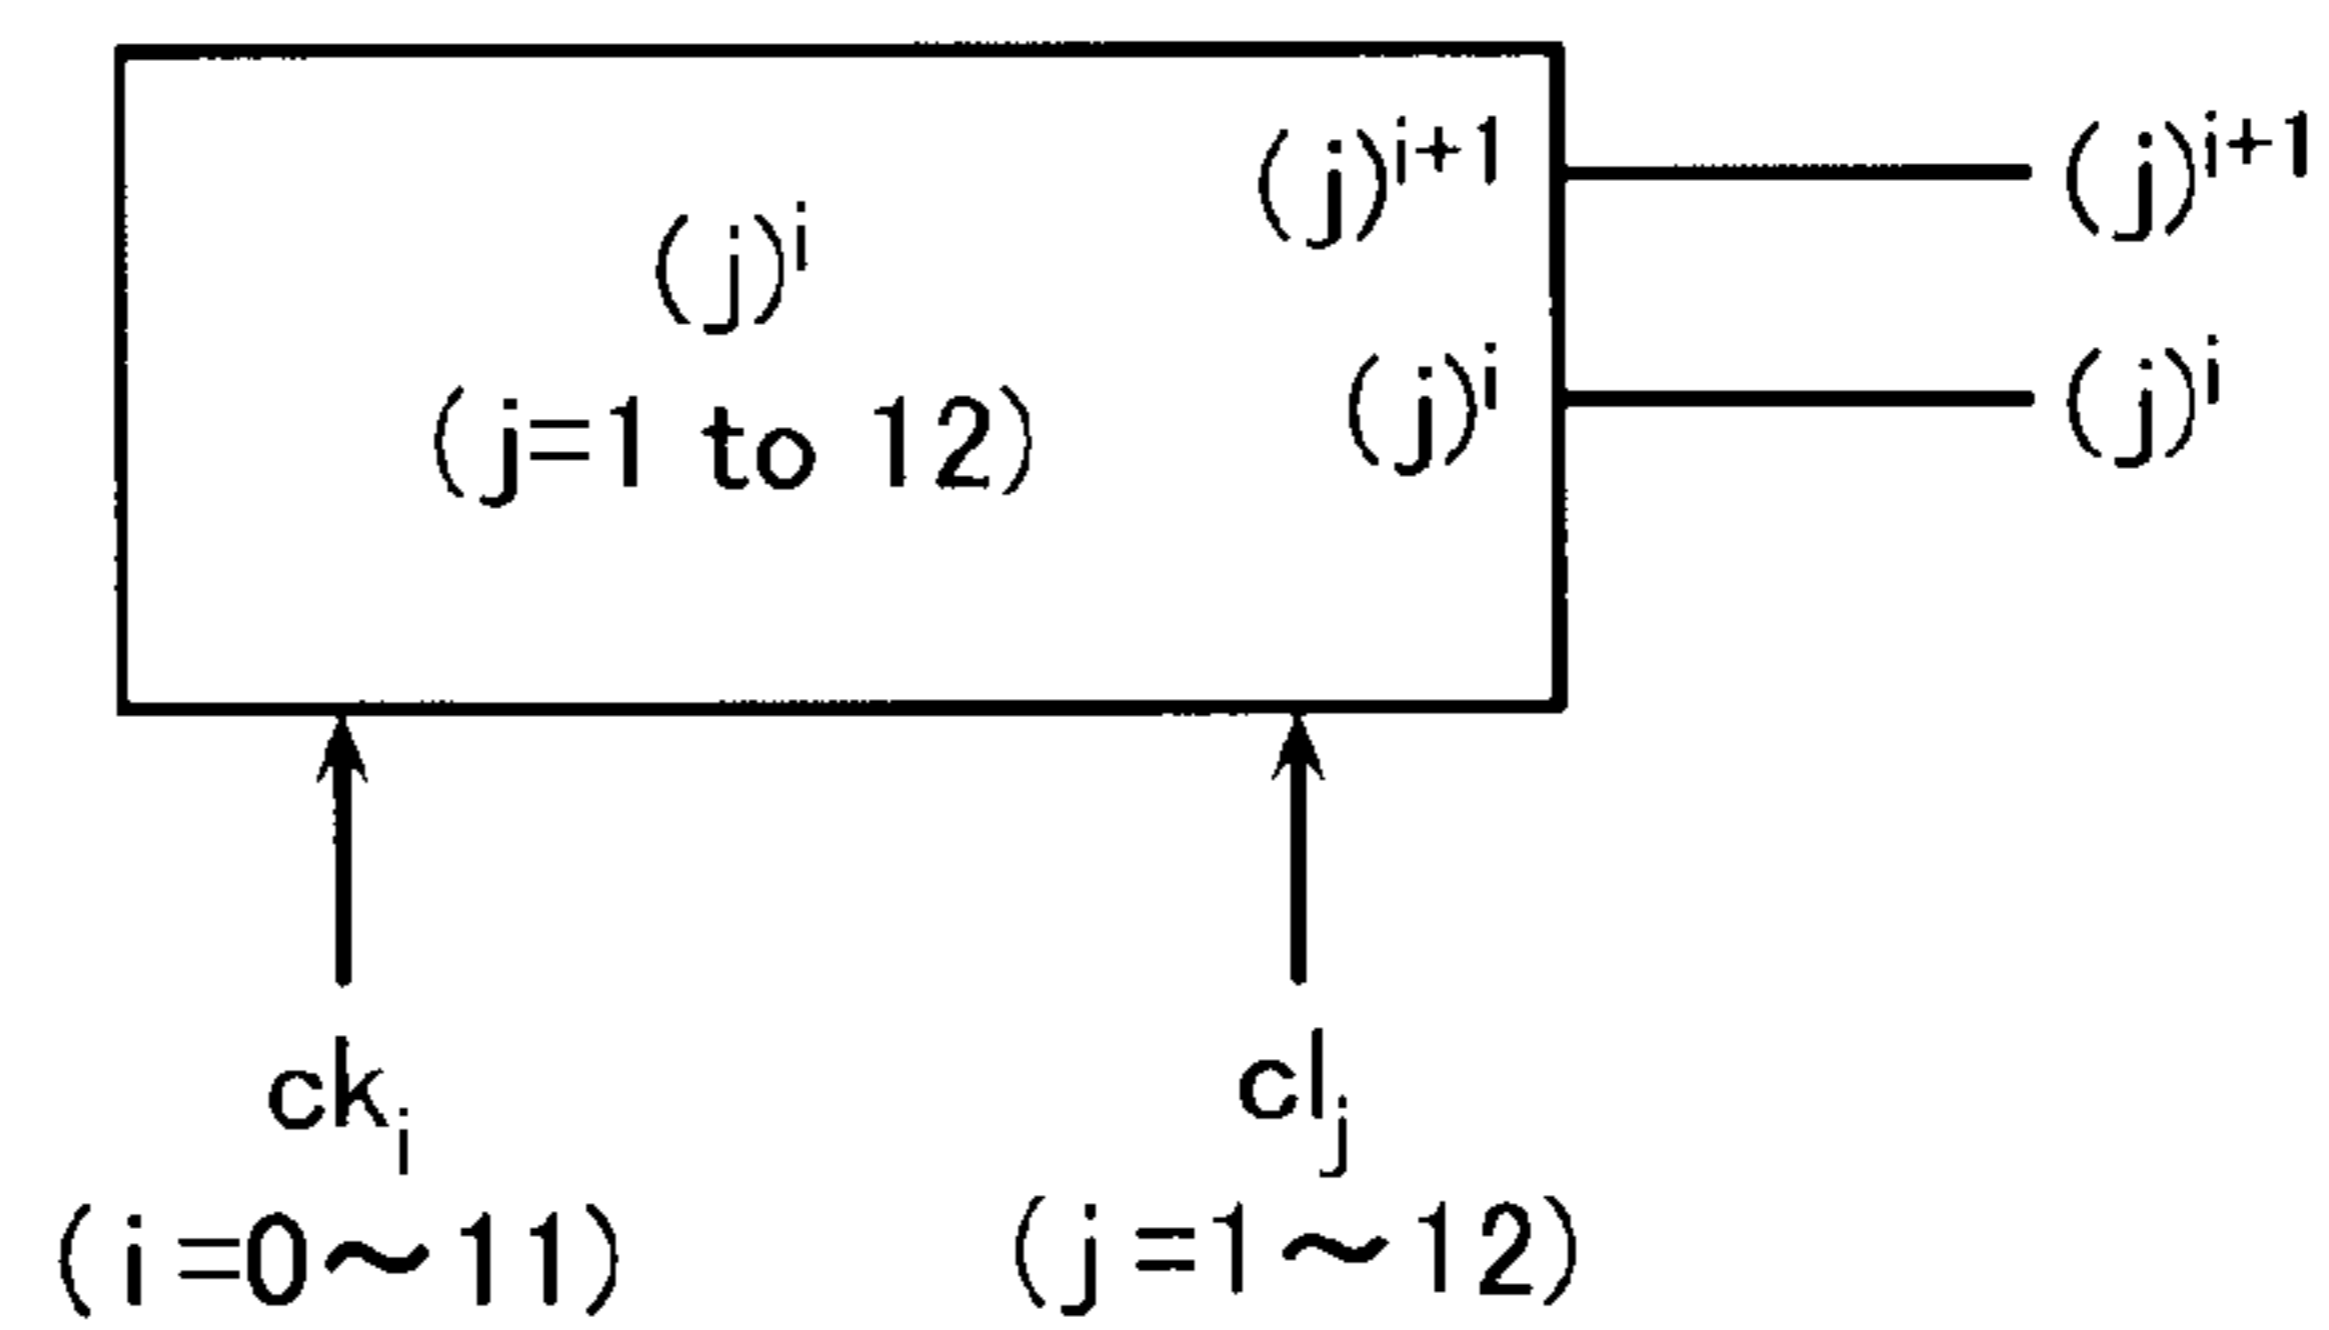 (j)^{i+1} (j)^{i+1}
(j)^i
(j)^i (j)^i
(j=1 to 12)
ck_i cl_j
(i=0~11) (j=1~12)